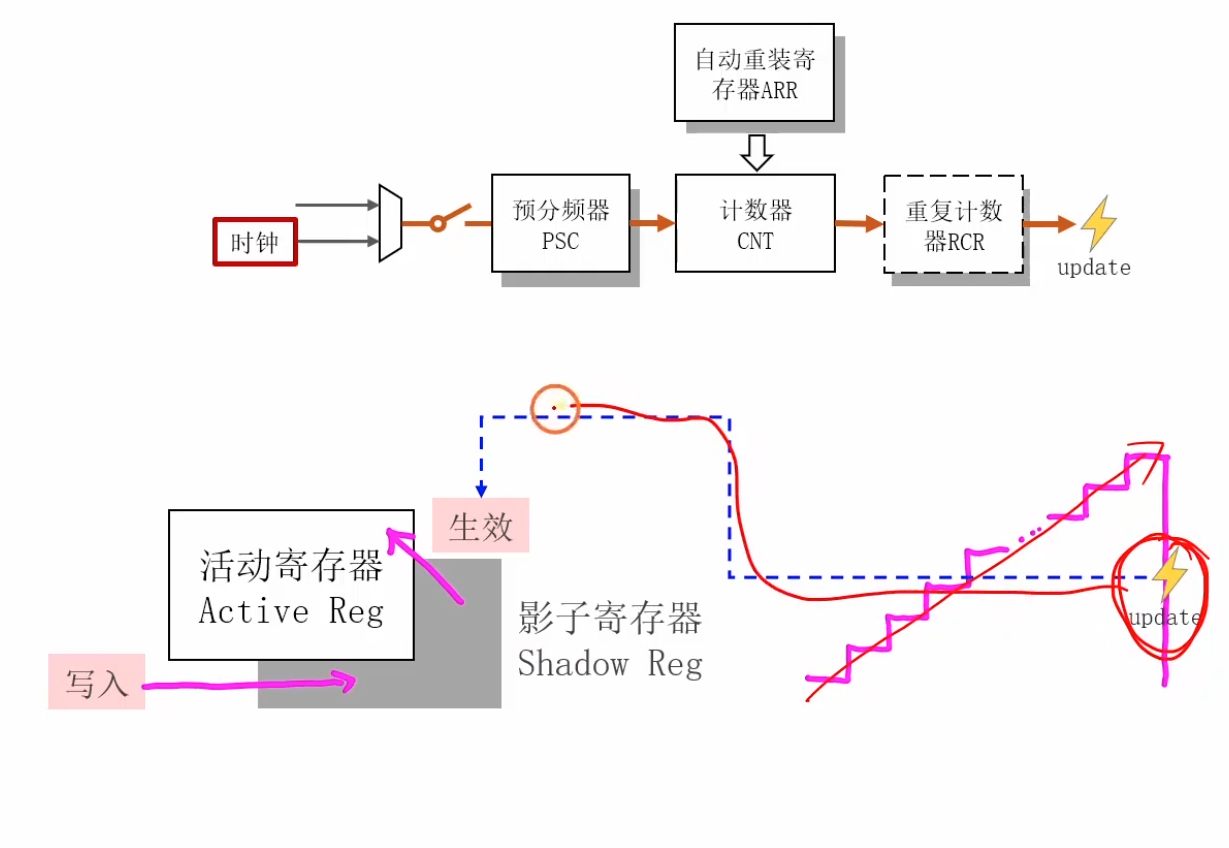 自动重装寄
存器ARR
时钟
预分频器
PSC
计数器
CNT
重复计数
器RCR
update
生效
活动寄存器
Active Reg
影子寄存器
Shadow Reg
写入
update